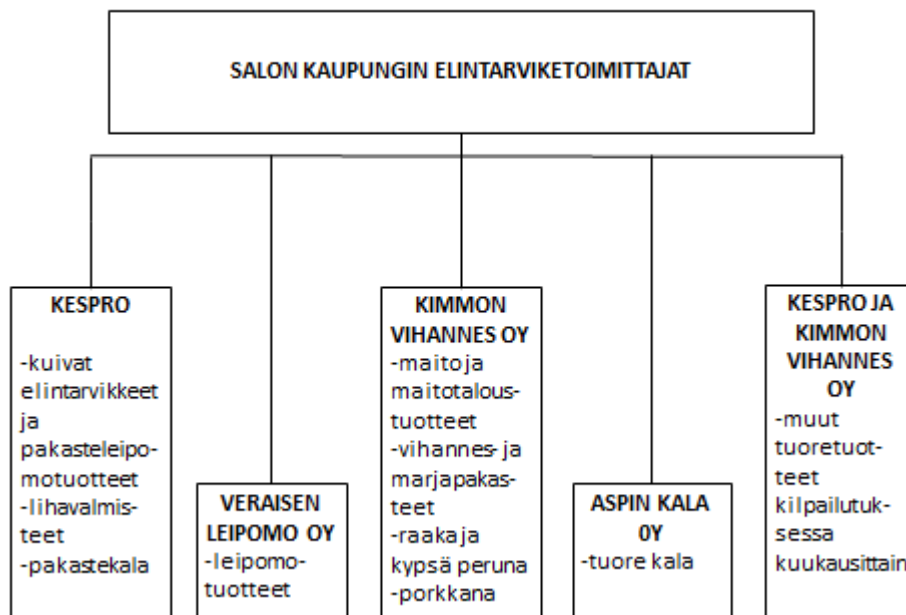 SALON KAUPUNGIN ELINTARVIKETOIMITTAJAT
KESPRO
-kuivat
elintarvikkeet
ja
pakasteleipo-
motuotteet
-lihavalmis-
teet
-pakastekala
VERAISEN
LEIPOMO OY
-leipomo-
tuotteet
KIMMON
VIHANNES OY
-maito ja
maitotalous-
tuotteet
-vihannes- ja
marjapakas-
teet
-raaka ja
kypsä peruna
-porkkana
ASPIN KALA
0Y
-tuore kala
KESPRO JA
KIMMON
VIHANNES
OY
-muut
tuoretuot-
teet
kilpailutuk-
sessa
kuukausittain